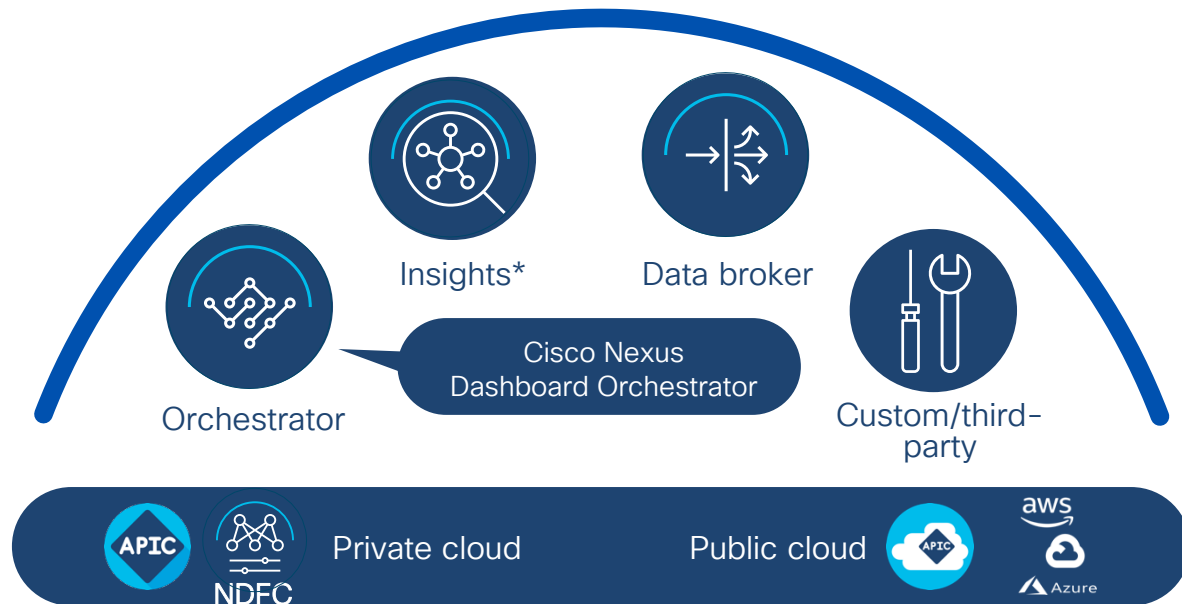 Insights*
Data broker
Cisco Nexus
Dashboard Orchestrator
Orchestrator
Custom/third-
party
APIC
NDFC
Private cloud
Public cloud
APIC
aws
Azure